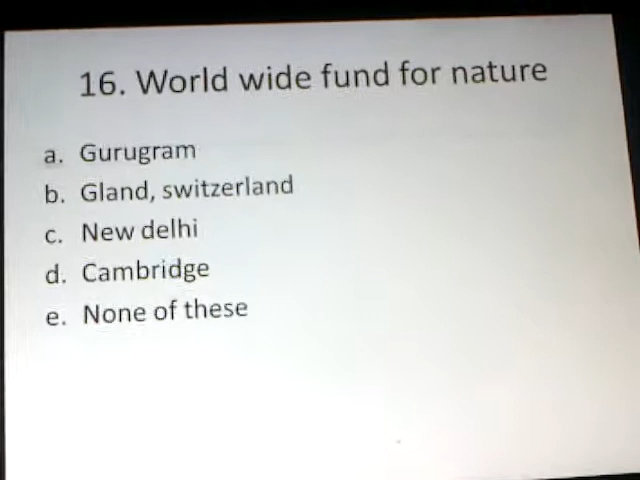 16. World wide fund for nature
a. Gurugram
b. Gland, switzerland
c. New delhi
d. Cambridge
e. None of these